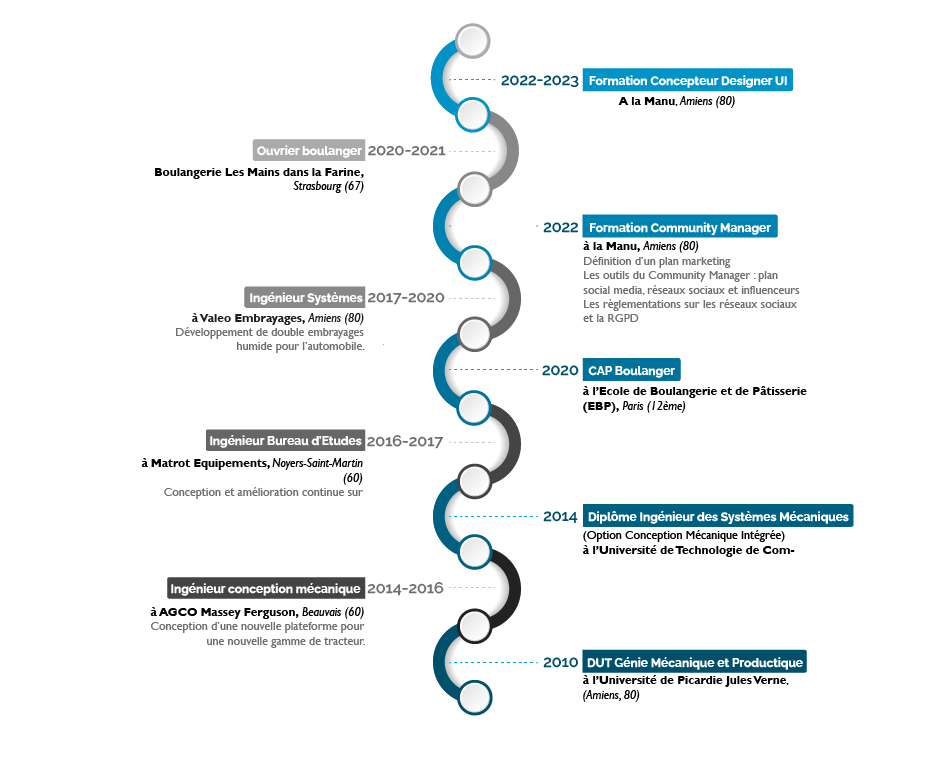 2022-2023 Formation Concepteur Designer UI
A la Manu, Amiens (80)
Ouvrier boulanger 2020-2021
Boulangerie Les Mains dans la Farine,
Strasbourg (67)
2022 Formation Community Manager
à la Manu, Amiens (80)
Définition d'un plan marketing
Les outils du Community Manager : plan
social media, réseaux sociaux et influenceurs
Les règlementations sur les réseaux sociaux
et la RGPD
Ingénieur Systèmes 2017-2020
à Valeo Embrayages, Amiens (80)
Développement de double embrayages
humide pour l'automobile.
2020 CAP Boulanger
à l'Ecole de Boulangerie et de Pâtisserie
(EBP), Paris (12ème)
Ingénieur Bureau d'Etudes 2016-2017
à Matrot Equipements, Noyers-Saint-Martin
(60)
Conception et amélioration continue sur
2014 Diplôme Ingénieur des Systèmes Mécaniques
(Option Conception Mécanique Intégrée)
à l'Université de Technologie de Com-
Ingénieur conception mécanique 2014-2016
à AGCO Massey Ferguson, Beauvais (60)
Conception d'une nouvelle plateforme pour
une nouvelle gamme de tracteur.
2010 DUT Génie Mécanique et Productique
à l'Université de Picardie Jules Verne,
(Amiens, 80)